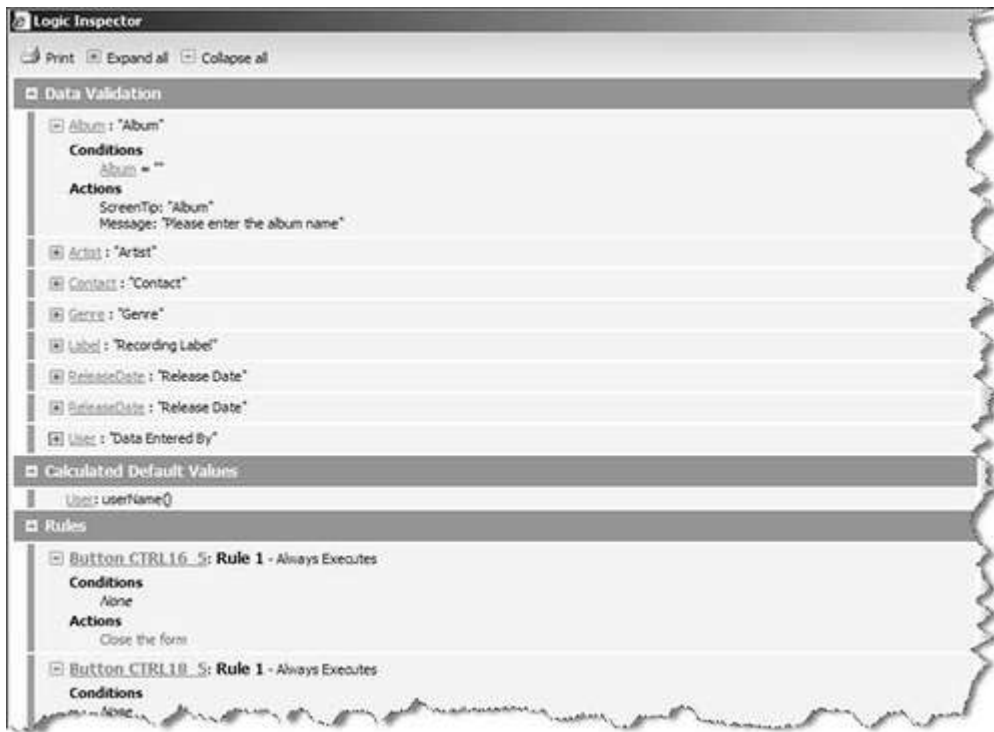 Logic Inspector
Print Expand all Collapse all
Data Validation
Album : "Album"
Conditions
Album = ""
Actions
ScreenTip: "Album"
Message: "Please enter the album name"
Artist : "Artist"
Contact : "Contact"
Genre : "Genre"
Label : "Recording Label"
ReleaseDate : "Release Date"
ReleaseDate : "Release Date"
User : "Data Entered By"
Calculated Default Values
User: userName()
Rules
Button CTRL16_5: Rule 1 - Always Executes
Conditions
None
Actions
Close the form
Button CTRL18_5: Rule 1 - Always Executes
Conditions
None